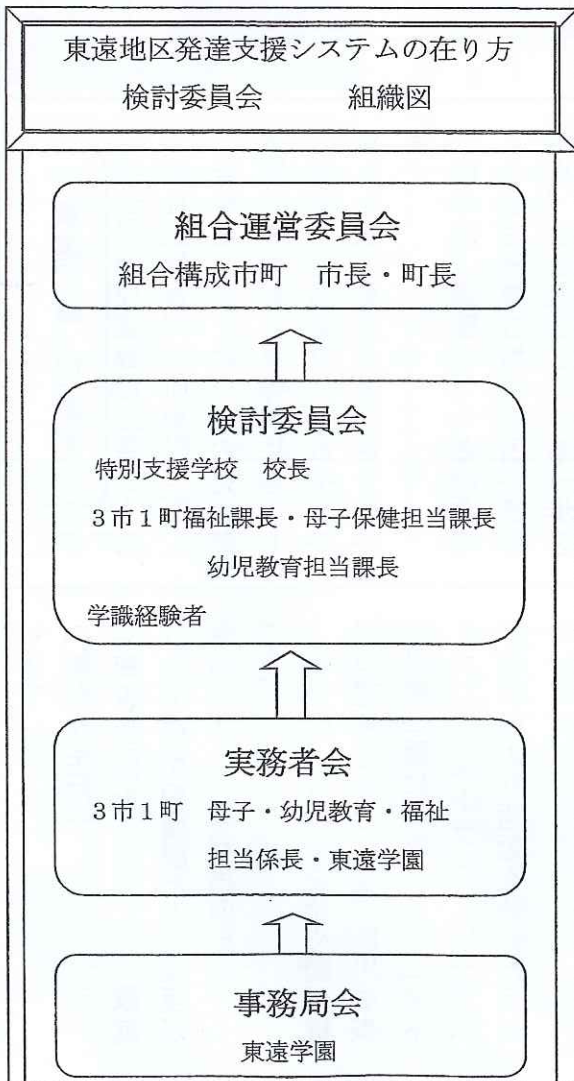 東遠地区発達支援システムの在り方
検討委員会　　組織図
組合運営委員会
組合構成市町　市長・町長
検討委員会
特別支援学校　校長
３市１町福祉課長・母子保健担当課長
幼児教育担当課長
学識経験者
実務者会
３市１町　母子・幼児教育・福祉
担当係長・東遠学園
事務局会
東遠学園